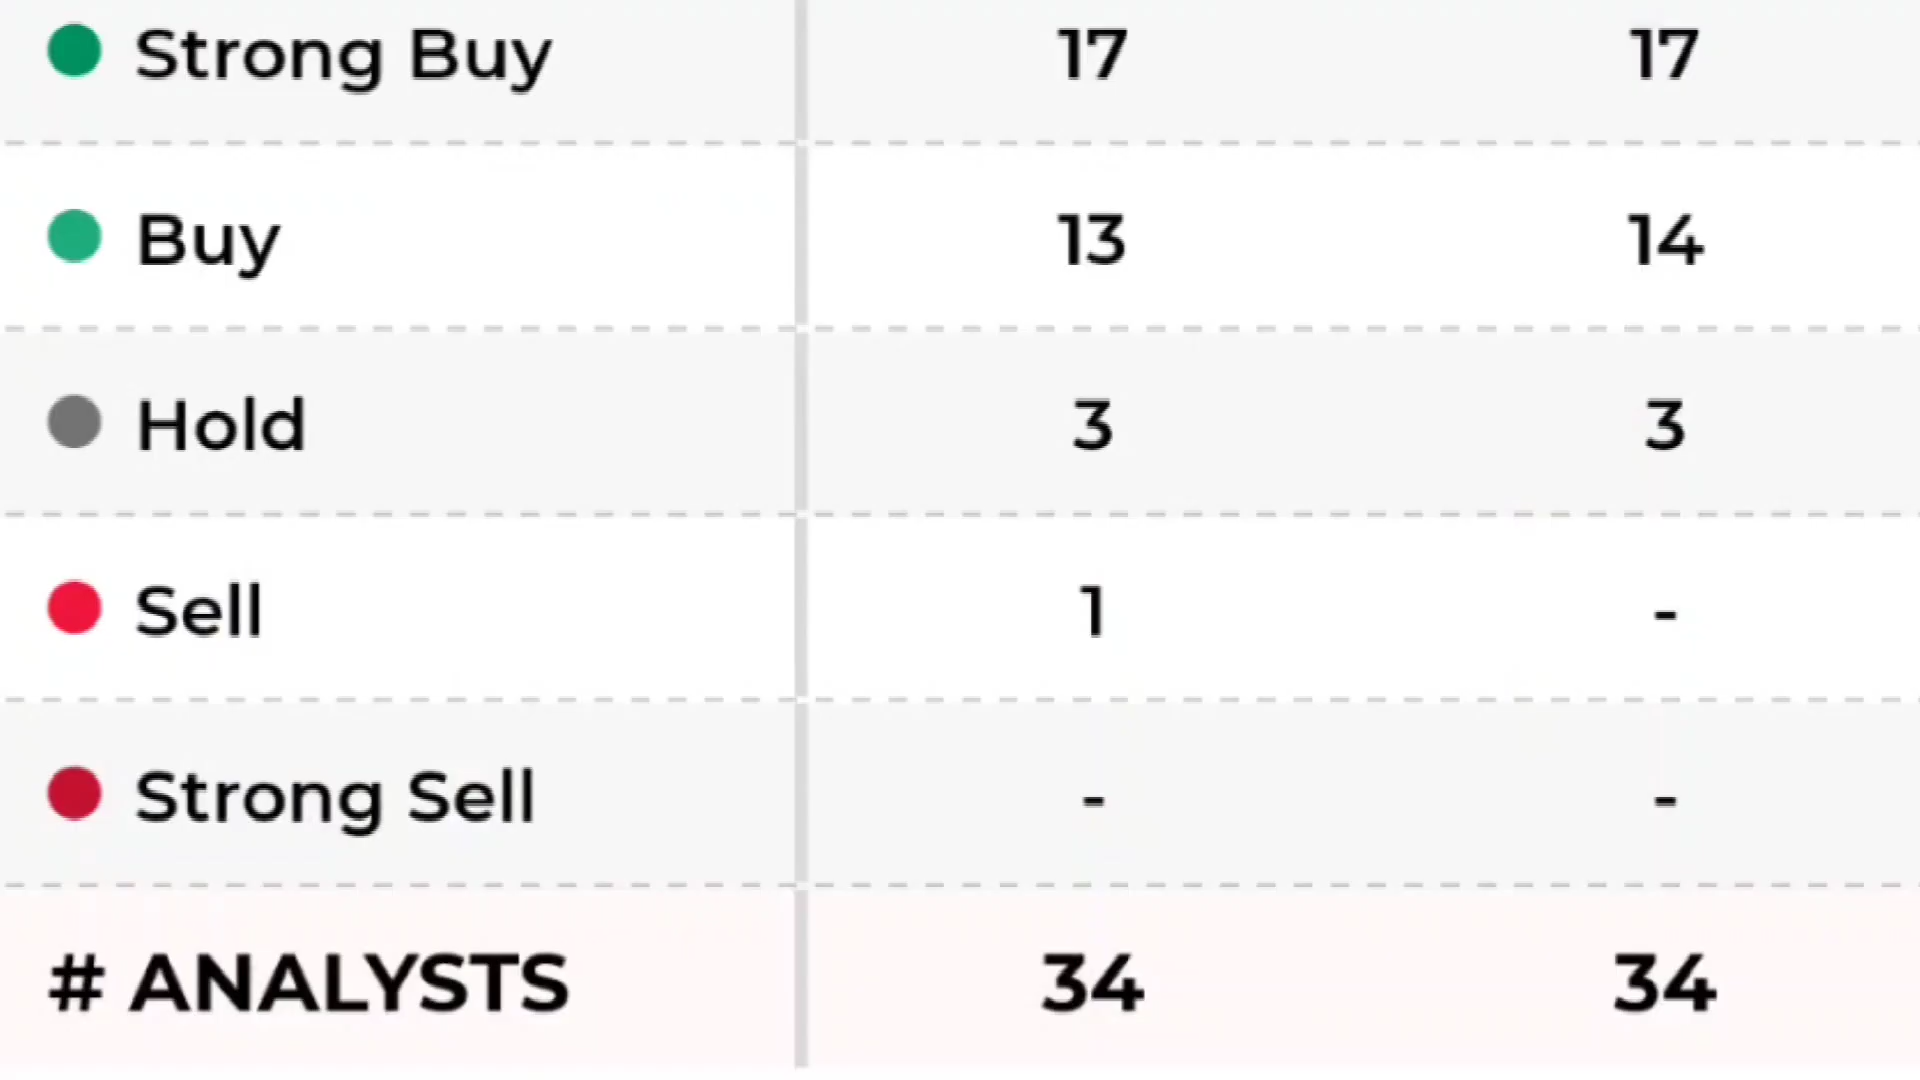 Strong Buy 17 17
Buy 13 14
Hold 3 3
Sell 1 -
Strong Sell - -
# ANALYSTS 34 34